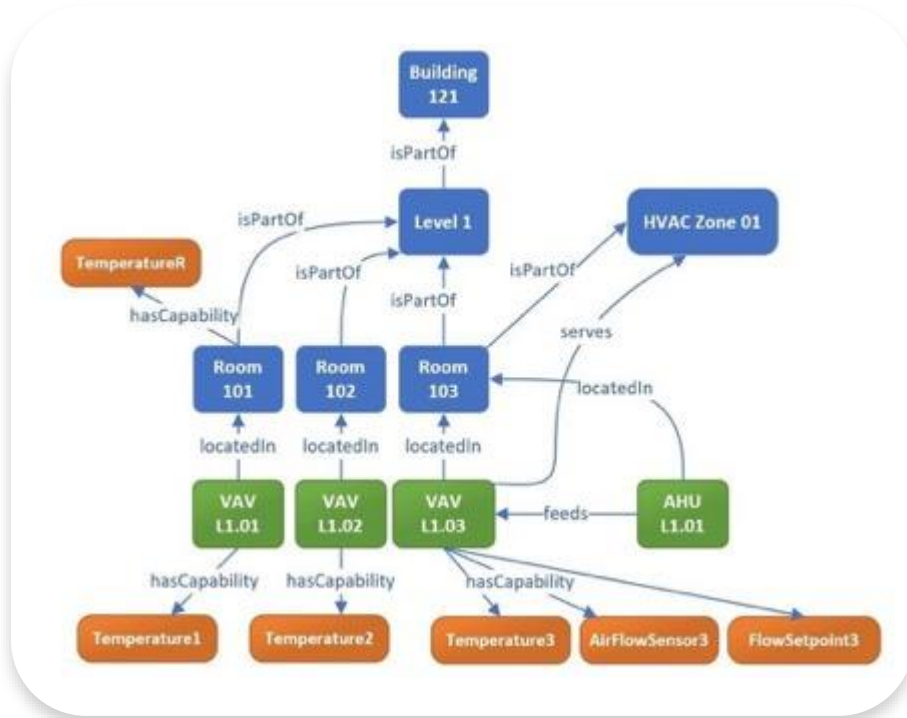 Building
121
isPartOf
Level 1
HVAC Zone 01
isPartOf
TemperatureR
isPartOf
isPartOf
isPartOf
hasCapability
serves
Room
101
Room
102
Room
103
locatedIn
locatedIn
locatedIn
locatedIn
VAV
L1.01
VAV
L1.02
VAV
L1.03
feeds
AHU
L1.01
hasCapability
hasCapability
hasCapability
Temperature1
Temperature2
Temperature3
AirFlowSensor3
FlowSetpoint3